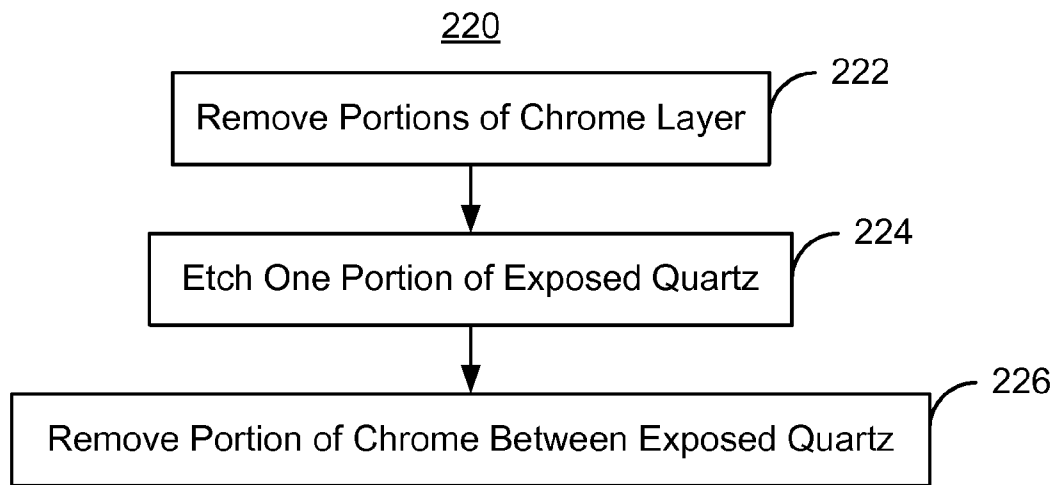 220
222
Remove Portions of Chrome Layer
224
Etch One Portion of Exposed Quartz
226
Remove Portion of Chrome Between Exposed Quartz